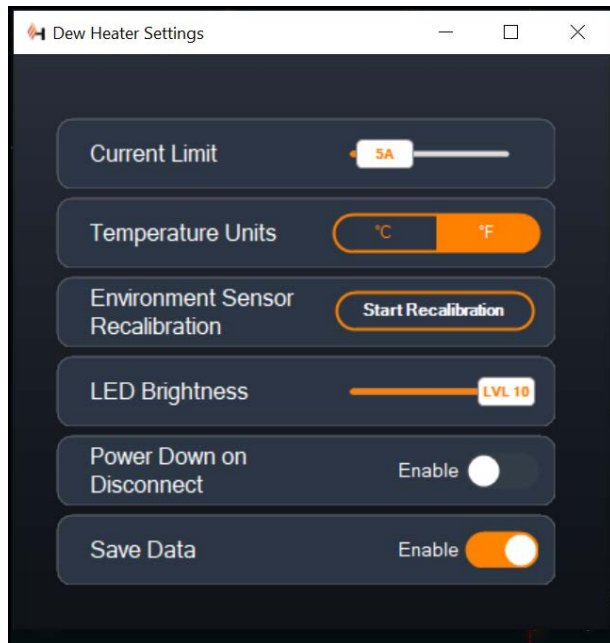 Dew Heater Settings
Current Limit
5A
Temperature Units
°C
°F
Environment Sensor
Recalibration
Start Recalibration
LED Brightness
LVL 10
Power Down on
Disconnect
Enable
Save Data
Enable